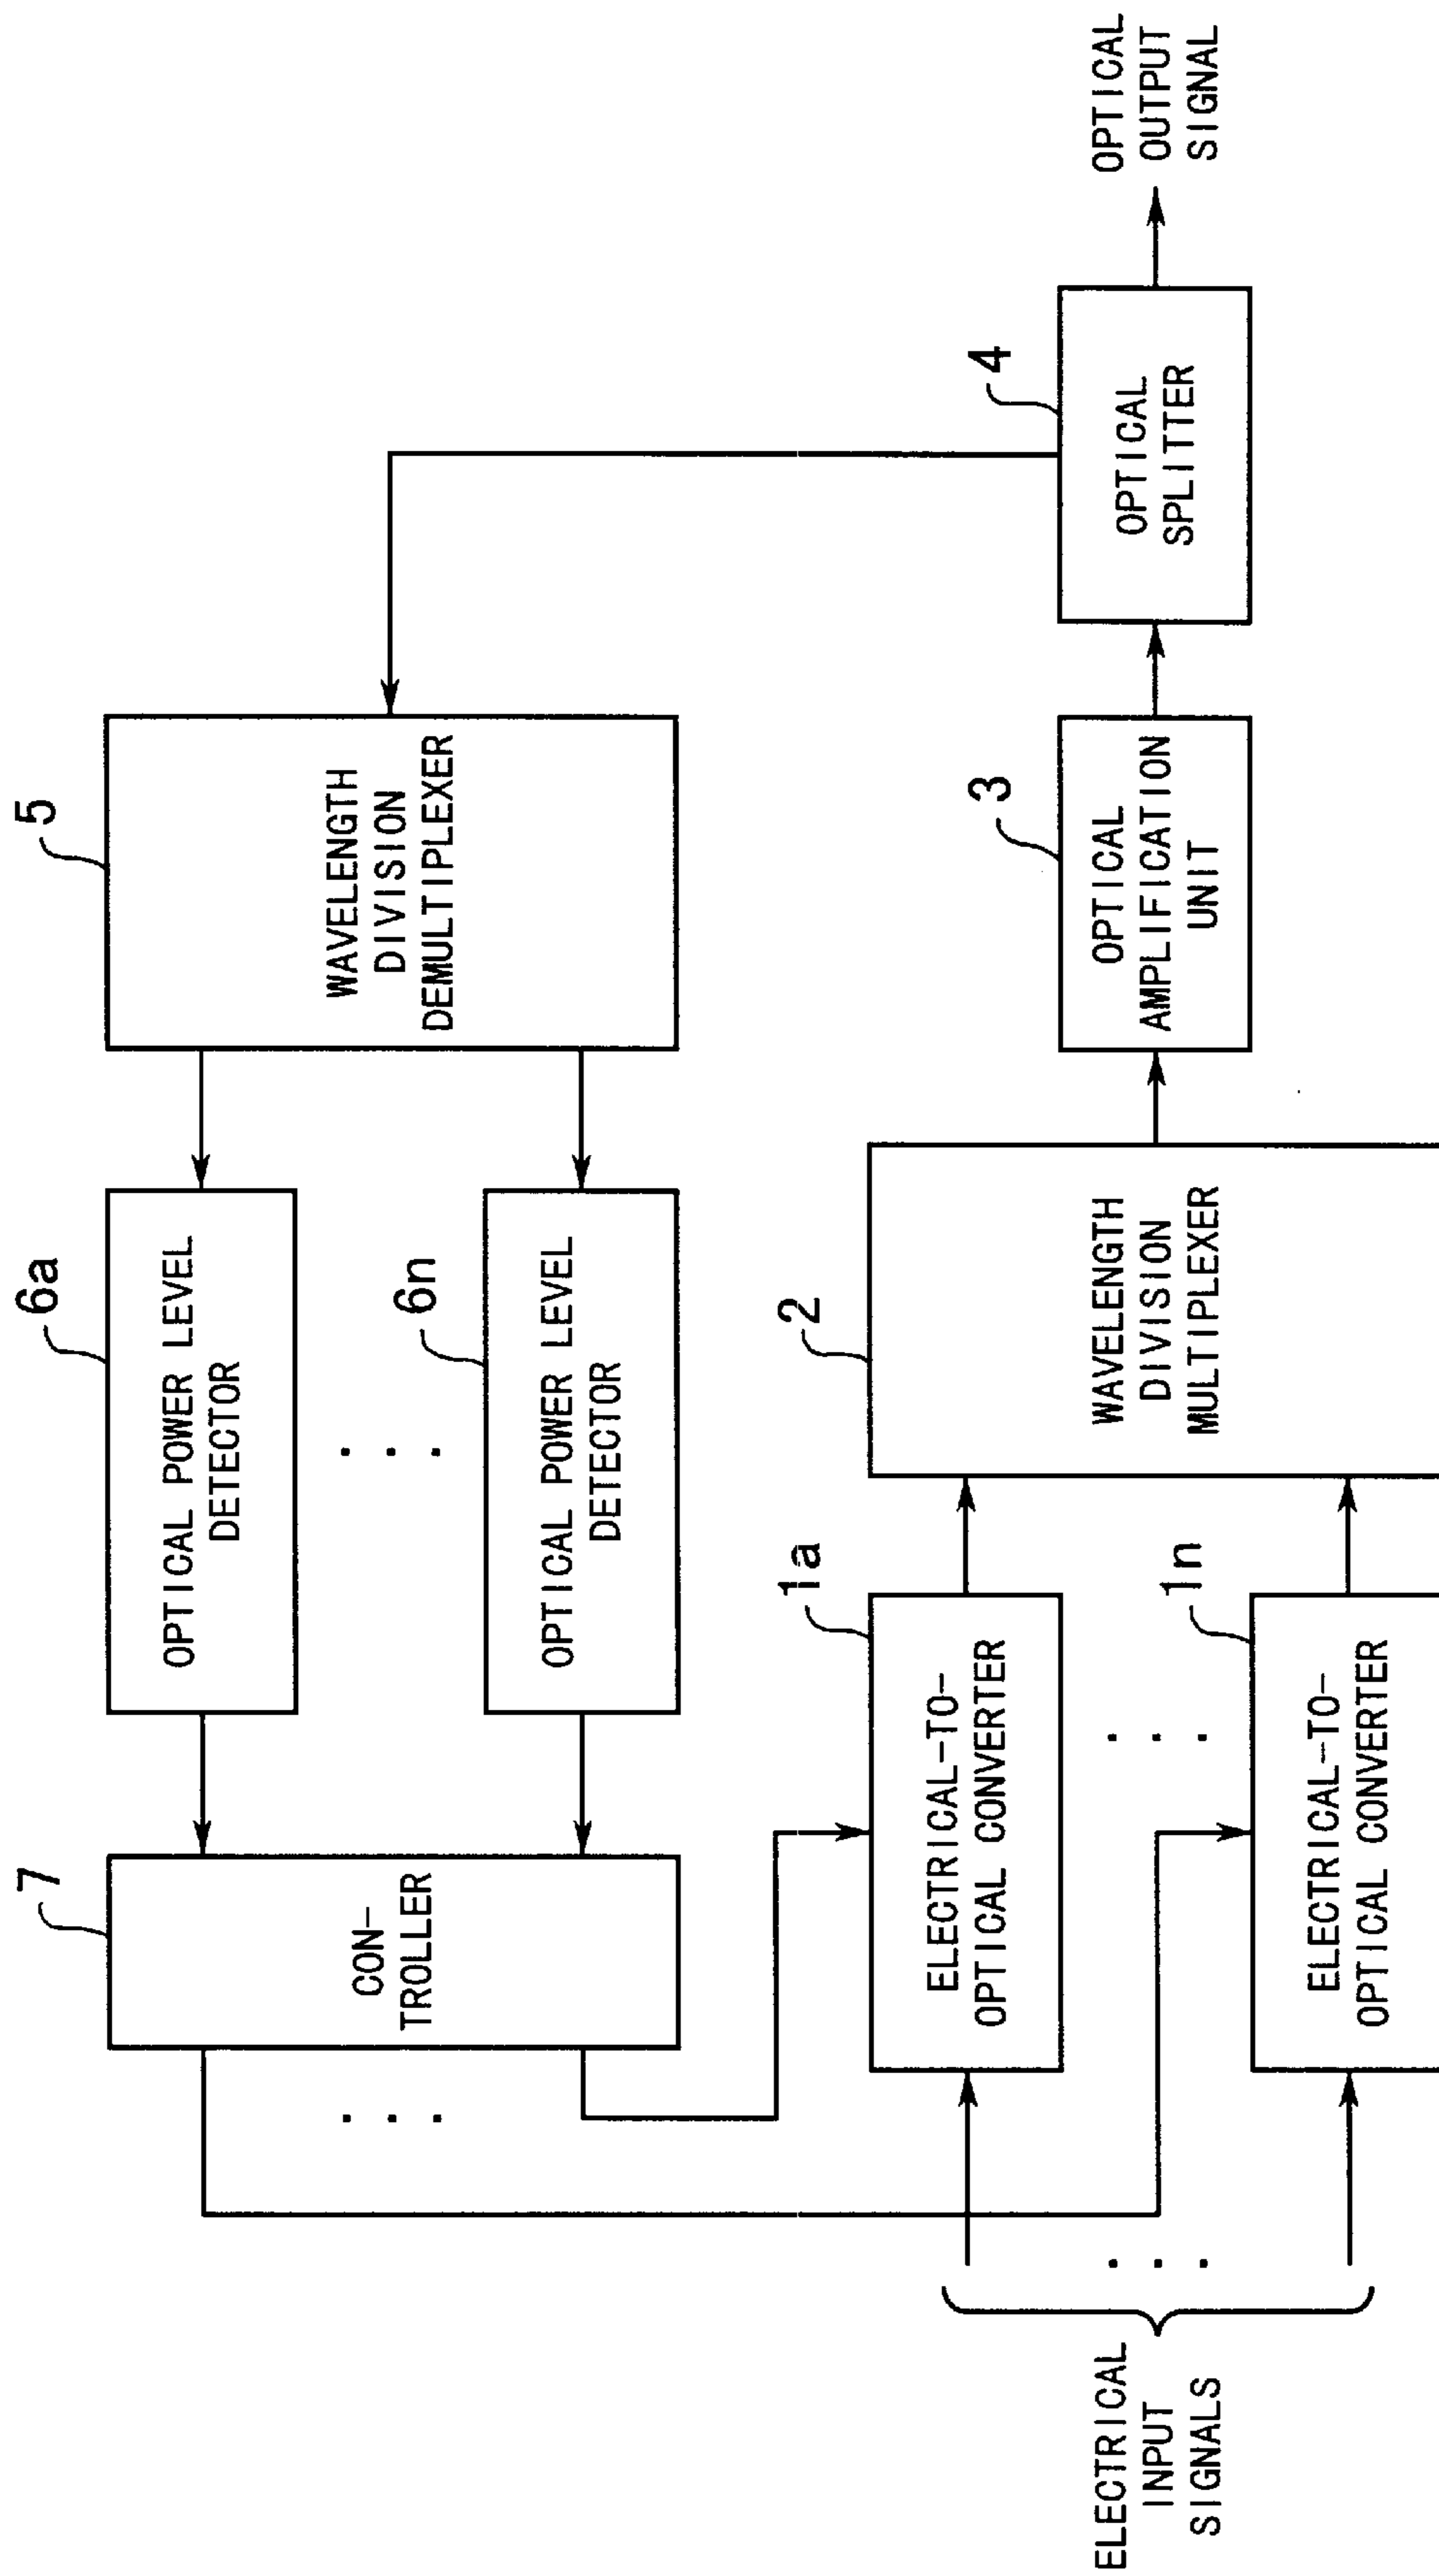 7
CON-
TROLLER
6a
OPTICAL POWER LEVEL
DETECTOR
6n
OPTICAL POWER LEVEL
DETECTOR
5
WAVELENGTH
DIVISION
DEMULTIPLEXER
. . .
. . .
ELECTRICAL
INPUT
SIGNALS
. . .
1a
ELECTRICAL-TO-
OPTICAL CONVERTER
. . .
1n
ELECTRICAL-TO-
OPTICAL CONVERTER
2
WAVELENGTH
DIVISION
MULTIPLEXER
3
OPTICAL
AMPLIFICATION
UNIT
4
OPTICAL
SPLITTER
OPTICAL
OUTPUT
SIGNAL